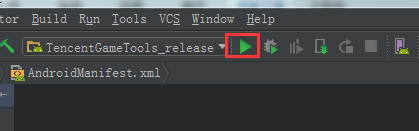 tor Build Run Tools VCS Window Help
TencentGameTools_release
AndroidManifest.xml